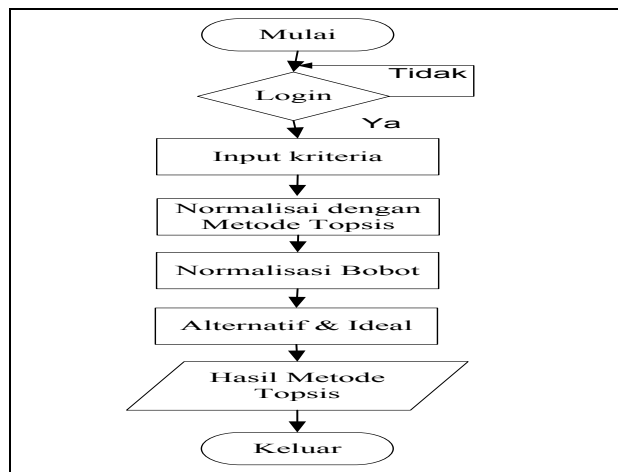 Mulai
Tidak
Login
Ya
Input kriteria
Normalisai dengan
Metode Topsis
Normalisasi Bobot
Alternatif & Ideal
Hasil Metode
Topsis
Keluar